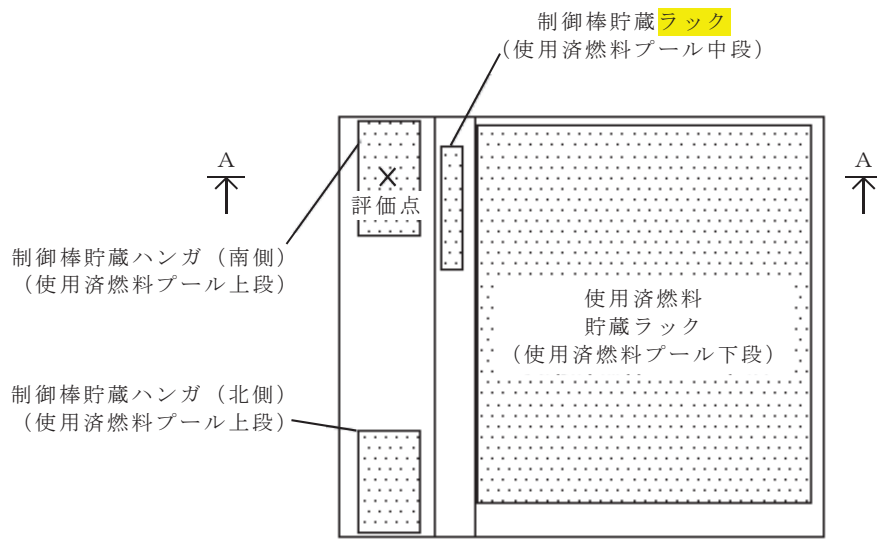 制御棒貯蔵ラック
（使用済燃料プール中段）
A
A
評価点
制御棒貯蔵ハンガ（南側）
（使用済燃料プール上段）
使用済燃料
貯蔵ラック
（使用済燃料プール下段）
制御棒貯蔵ハンガ（北側）
（使用済燃料プール上段）